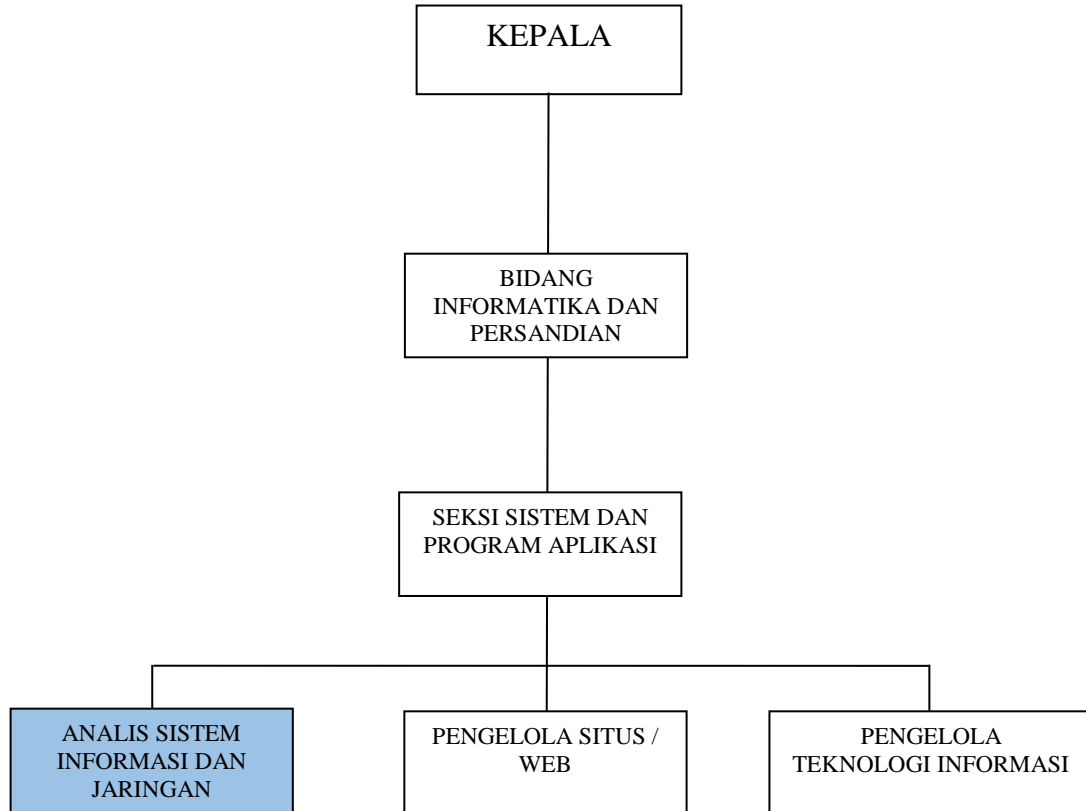 KEPALA
BIDANG
INFORMATIKA DAN
PERSANDIAN
SEKSI SISTEM DAN
PROGRAM APLIKASI
ANALIS SISTEM
INFORMASI DAN
JARINGAN
PENGELOLA SITUS /
WEB
PENGELOLA
TEKNOLOGI INFORMASI